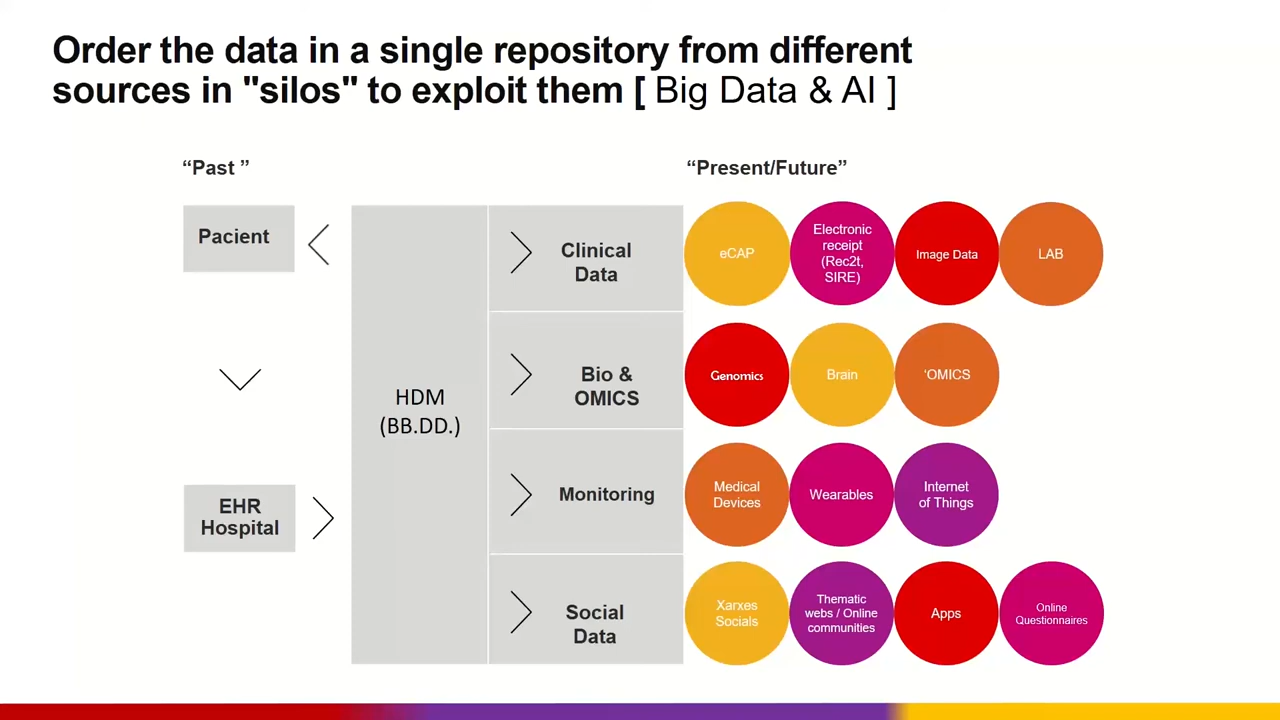 Order the data in a single repository from different
sources in "silos" to exploit them [ Big Data & AI ]
“Past ”
“Present/Future”
Pacient
EHR
Hospital
HDM
(BB.DD.)
Clinical
Data
eCAP
Electronic
receipt
(Rec2t,
SIRE)
Image Data
LAB
Bio &
OMICS
Genomics
Brain
'OMICS
Monitoring
Medical
Devices
Wearables
Internet
of Things
Social
Data
Xarxes
Socials
Thematic
webs / Online
communities
Apps
Online
Questionnaires